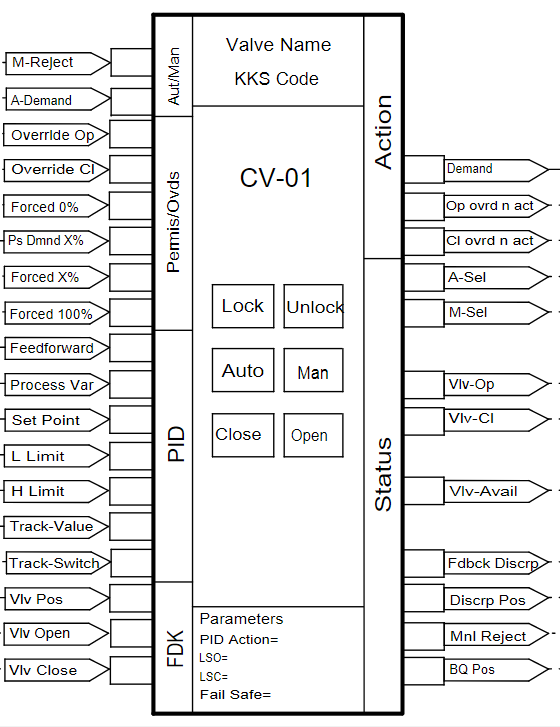 M-Reject
A-Demand
OverrIde Op
Override CI
Forced 0%
Ps Dmnd X%
Forced X%
Forced 100%
Feedforward
Process Var
Set Point
L Limit
H Limit
Track-Value
Track-Switch
Vlv Pos
Vlv Open
Vlv Close
Aut/Man
Permis/Ovds
PID
FDK
Valve Name
KKS Code
CV-01
Lock Unlock
Auto Man
Close Open
Parameters
PID Action=
LSO=
LSC=
Fail Safe=
Action
Status
Demand
Op ovrd n act
Cl ovrd n act
A-Sel
M-Sel
Vlv-Op
Vlv-Cl
Vlv-Avail
Fdbck Discrp
Discrp Pos
Mnl Reject
BQ Pos